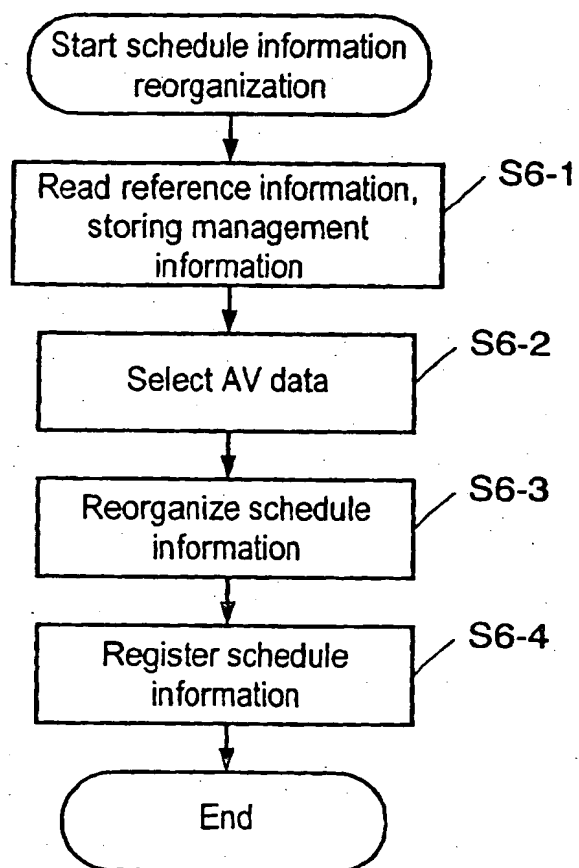 Start schedule information
reorganization
Read reference information,
storing management
information
S6-1
Select AV data
S6-2
Reorganize schedule
information
S6-3
Register schedule
information
S6-4
End